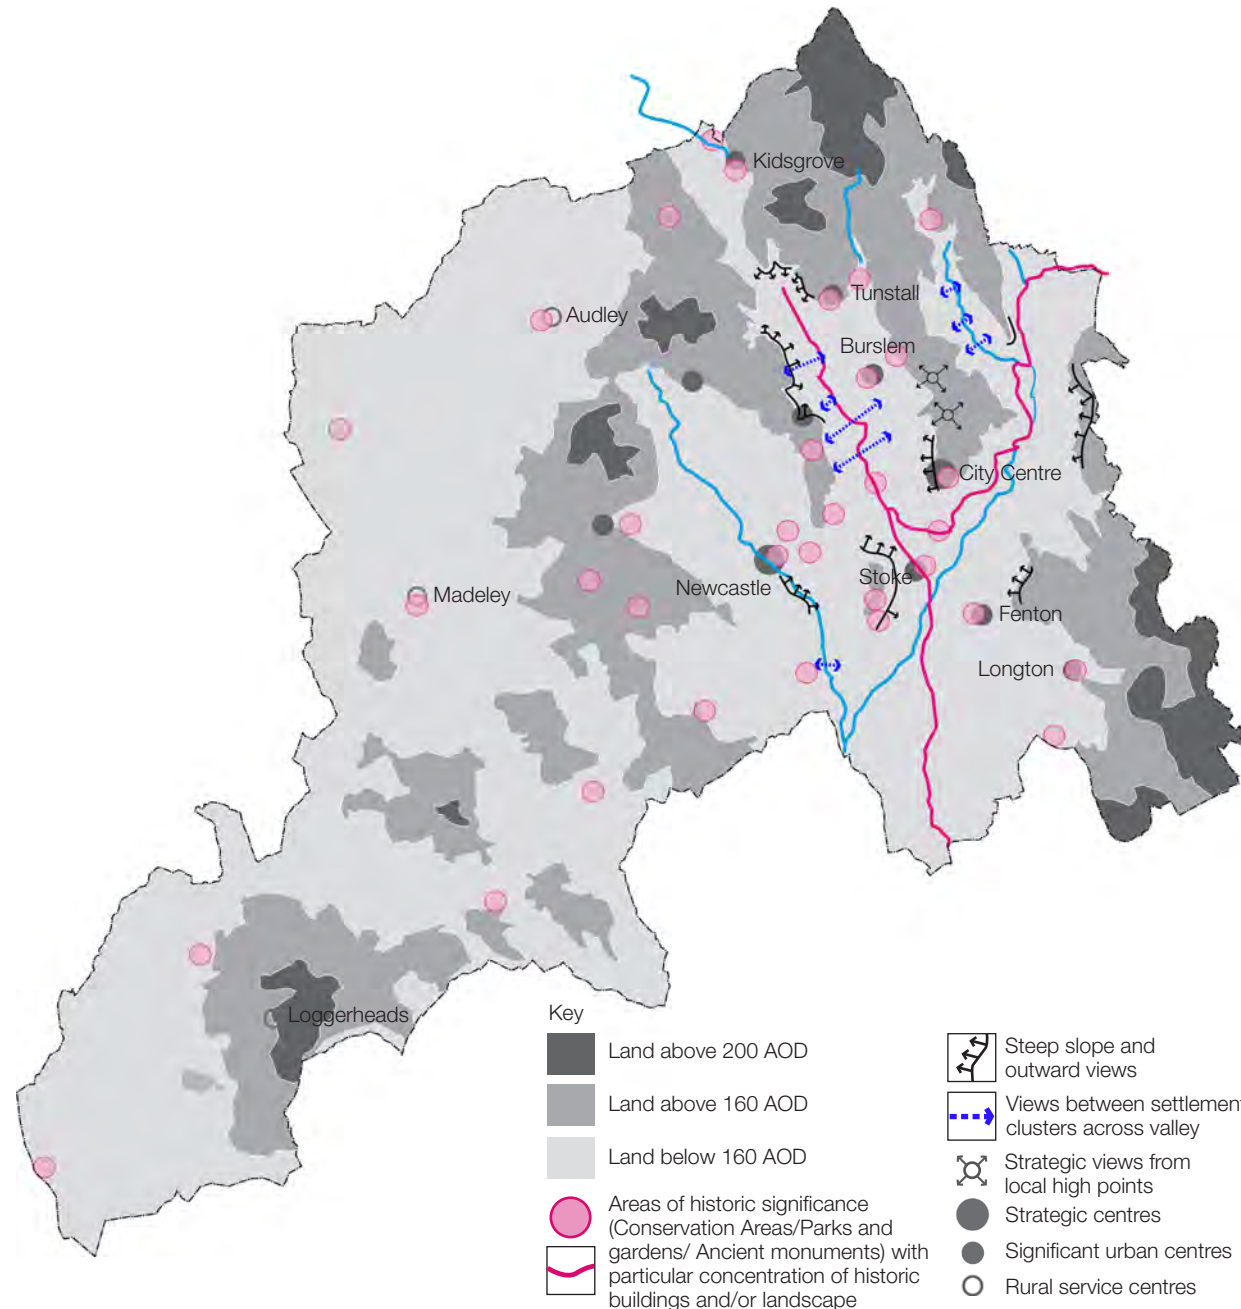 Kidsgrove
Tunstall
Audley
Burslem
City Centre
Newcastle
Stoke
Madeley
Fenton
Longton
Loggerheads
Key
Land above 200 AOD
Land above 160 AOD
Land below 160 AOD
Areas of historic significance
(Conservation Areas/Parks and
gardens/ Ancient monuments) with
particular concentration of historic
buildings and/or landscape
Steep slope and
outward views
Views between settlement
clusters across valley
Strategic views from
local high points
Strategic centres
Significant urban centres
Rural service centres